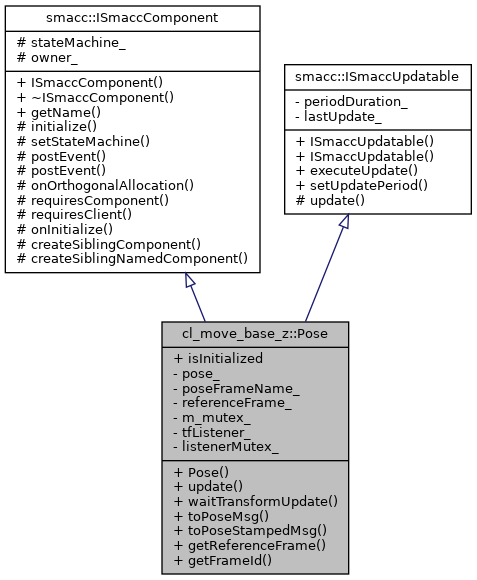 smacc::ISmaccComponent
# stateMachine_
# owner_
+ ISmaccComponent()
+ ~ISmaccComponent()
+ getName()
# initialize()
# setStateMachine()
# postEvent()
# postEvent()
# onOrthogonalAllocation()
# requiresComponent()
# requiresClient()
# onInitialize()
# createSiblingComponent()
# createSiblingNamedComponent()
smacc::ISmaccUpdatable
- periodDuration_
- lastUpdate_
+ ISmaccUpdatable()
+ ISmaccUpdatable()
+ executeUpdate()
+ setUpdatePeriod()
# update()
cl_move_base_z::Pose
+ isInitialized
- pose_
- poseFrameName_
- referenceFrame_
- m_mutex_
- tfListener_
- listenerMutex_
+ Pose()
+ update()
+ waitTransformUpdate()
+ toPoseMsg()
+ toPoseStampedMsg()
+ getReferenceFrame()
+ getFrameId()